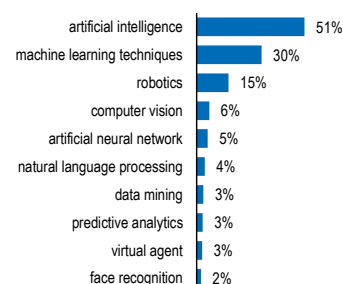 artificial intelligence 51%
machine learning techniques 30%
robotics 15%
computer vision 6%
artificial neural network 5%
natural language processing 4%
data mining 3%
predictive analytics 3%
virtual agent 3%
face recognition 2%